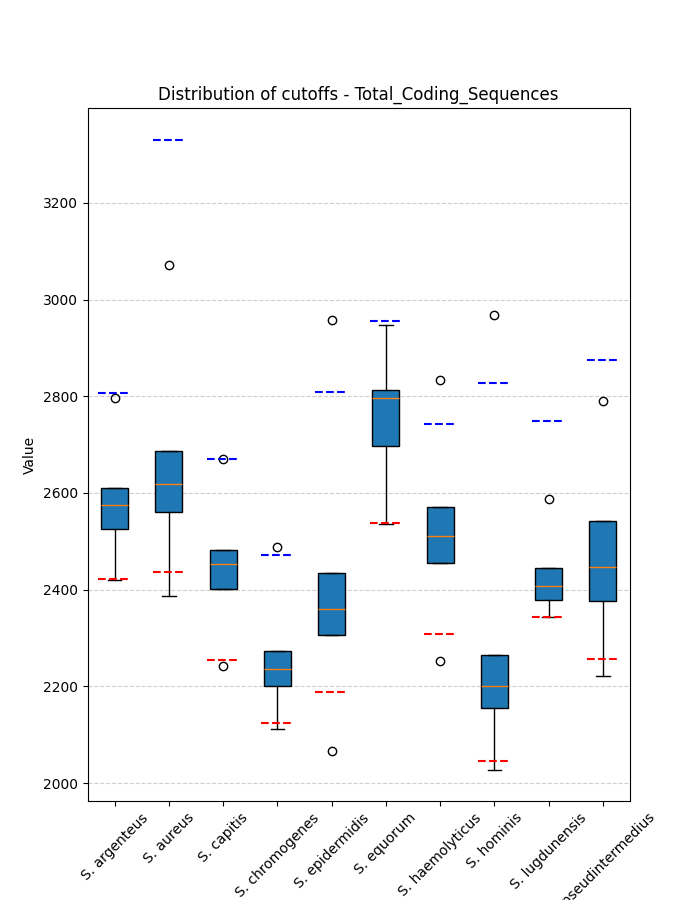 Distribution of cutoffs - Total_Coding_Sequences
Value
3200
3000
2800
2600
2400
2200
2000
S. argenteus
S. aureus
S. capitis
S. chromogenes
S. epidermidis
S. equorum
S. haemolyticus
S. hominis
S. lugdunensis
pseudintermedius